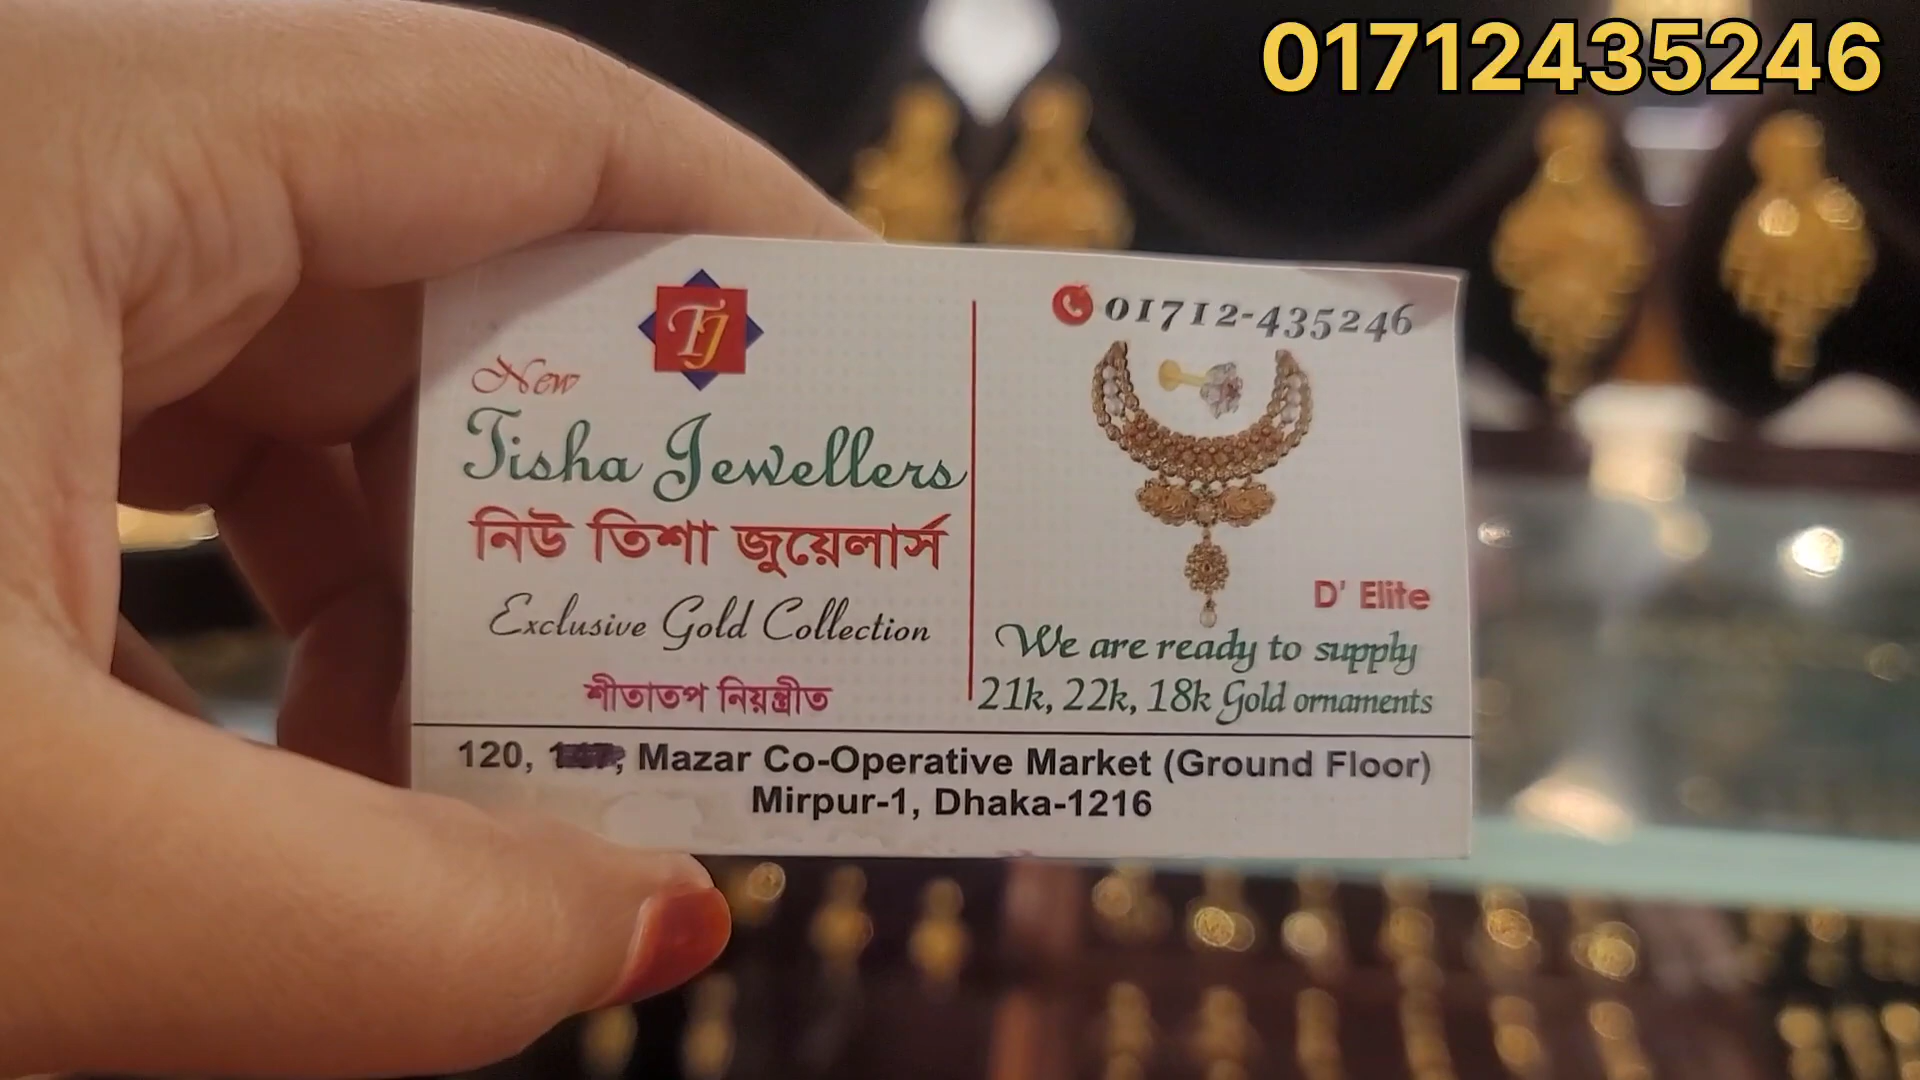 01712435246
TJ
New
Tisha Jewellers
নিউ তিশা জুয়েলার্স
Exclusive Gold Collection
শীতাতপ নিয়ন্ত্রীত
01712-435246
D' Elite
We are ready to supply
21k, 22k, 18k Gold ornaments
120, Mazar Co-Operative Market (Ground Floor)
Mirpur-1, Dhaka-1216